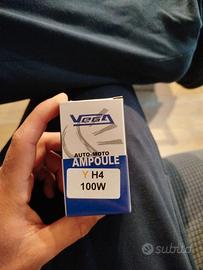 VEGA
AUTO-MOTO
AMPOULE
Y H4
100W
subito